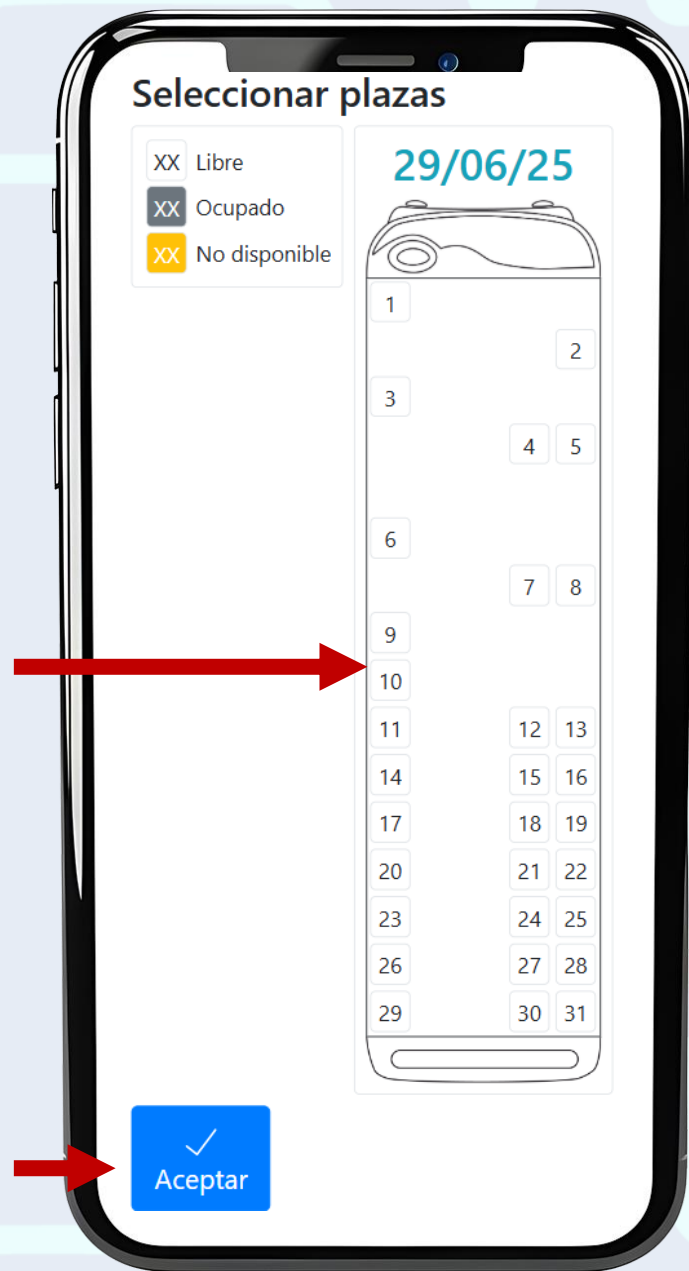 Seleccionar plazas
XX Libre
XX Ocupado
XX No disponible
29/06/25
1
2
3
4 5
6
7 8
9
10
11 12 13
14 15 16
17 18 19
20 21 22
23 24 25
26 27 28
29 30 31
Aceptar